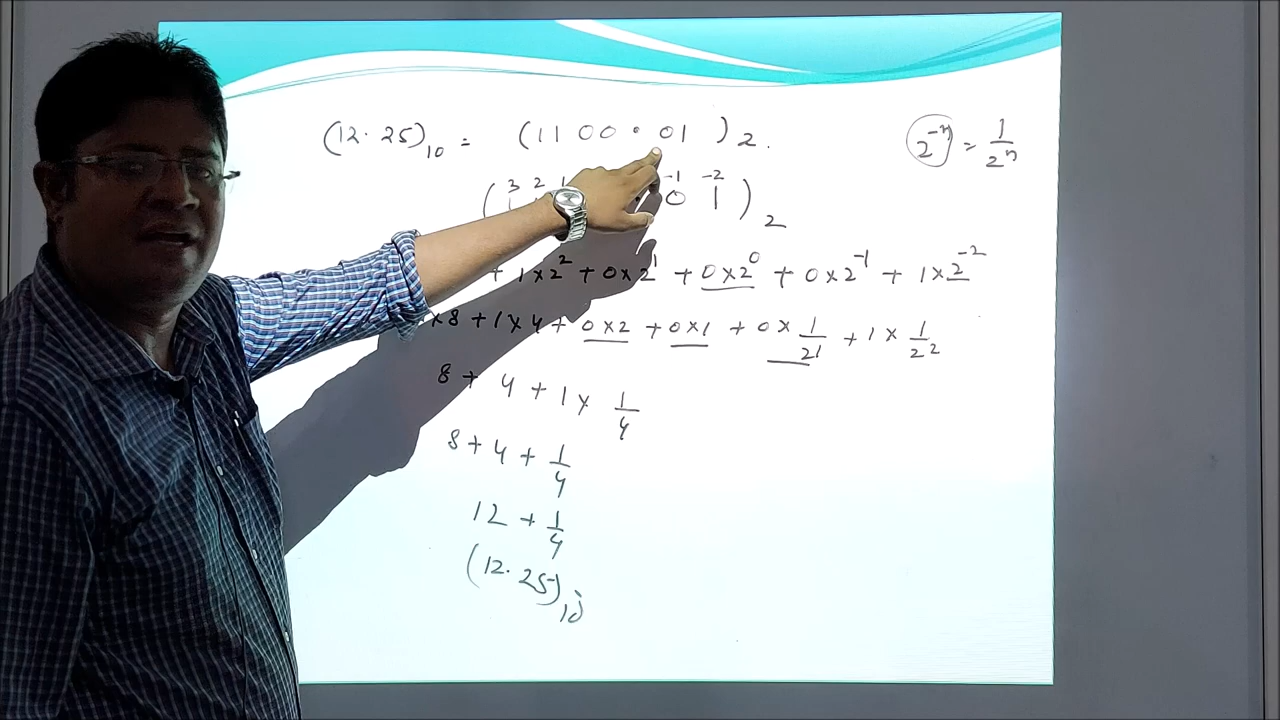 (12.25)10 = (1100.01)2.
2^-n = 1/2^n
3 2 1 -1 -2
( 1 0 1 )2
+ 1×2^2 + 0×2^1 + 0×2^0 + 0×2^-1 + 1×2^-2
×8 + 1×4 + 0×2 + 0×1 + 0×1/2^1 + 1×1/2^2
8 + 4 + 1×1/4
8 + 4 + 1/4
12 + 1/4
(12.25)10